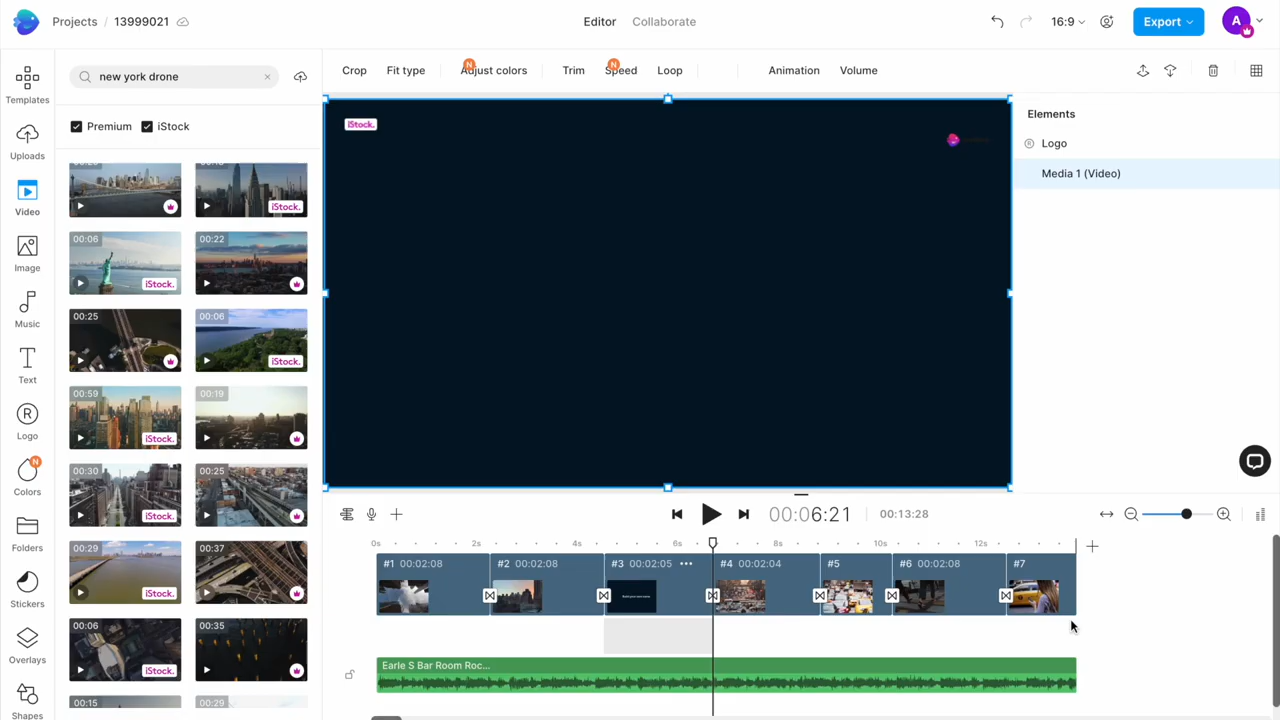 Projects / 13999021
Editor Collaborate
16:9
Export
A
Templates
Uploads
Video
Image
Music
Text
Logo
Colors
Folders
Stickers
Overlays
Shapes
new york drone
Premium iStock
iStock.
00:06 00:22
iStock.
00:25 00:06
iStock.
00:59 00:19
iStock.
00:30 00:25
iStock.
00:29 00:37
iStock.
00:06 00:35
iStock.
00:15 00:29
Crop Fit type Adjust colors Trim Speed Loop Animation Volume
N N
iStock.
Elements
Logo
Media 1 (Video)
00:06:21 00:13:28
0s 2s 4s 6s 8s 10s 12s
#1 00:02:08 #2 00:02:08 #3 00:02:05 #4 00:02:04 #5 #6 00:02:08 #7
Earle S Bar Room Roc...